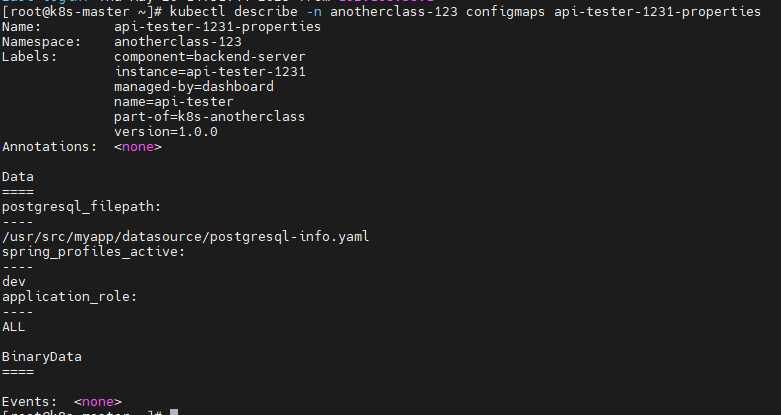 [root@k8s-master ~]# kubectl describe -n anotherclass-123 configmaps api-tester-1231-properties
Name:         api-tester-1231-properties
Namespace:    anotherclass-123
Labels:       component=backend-server
              instance=api-tester-1231
              managed-by=dashboard
              name=api-tester
              part-of=k8s-anotherclass
              version=1.0.0
Annotations:  <none>

Data
====
postgresql_filepath:
----
/usr/src/myapp/datasource/postgresql-info.yaml
spring_profiles_active:
----
dev
application_role:
----
ALL

BinaryData
====

Events:  <none>
[root@k8s-master ~]#